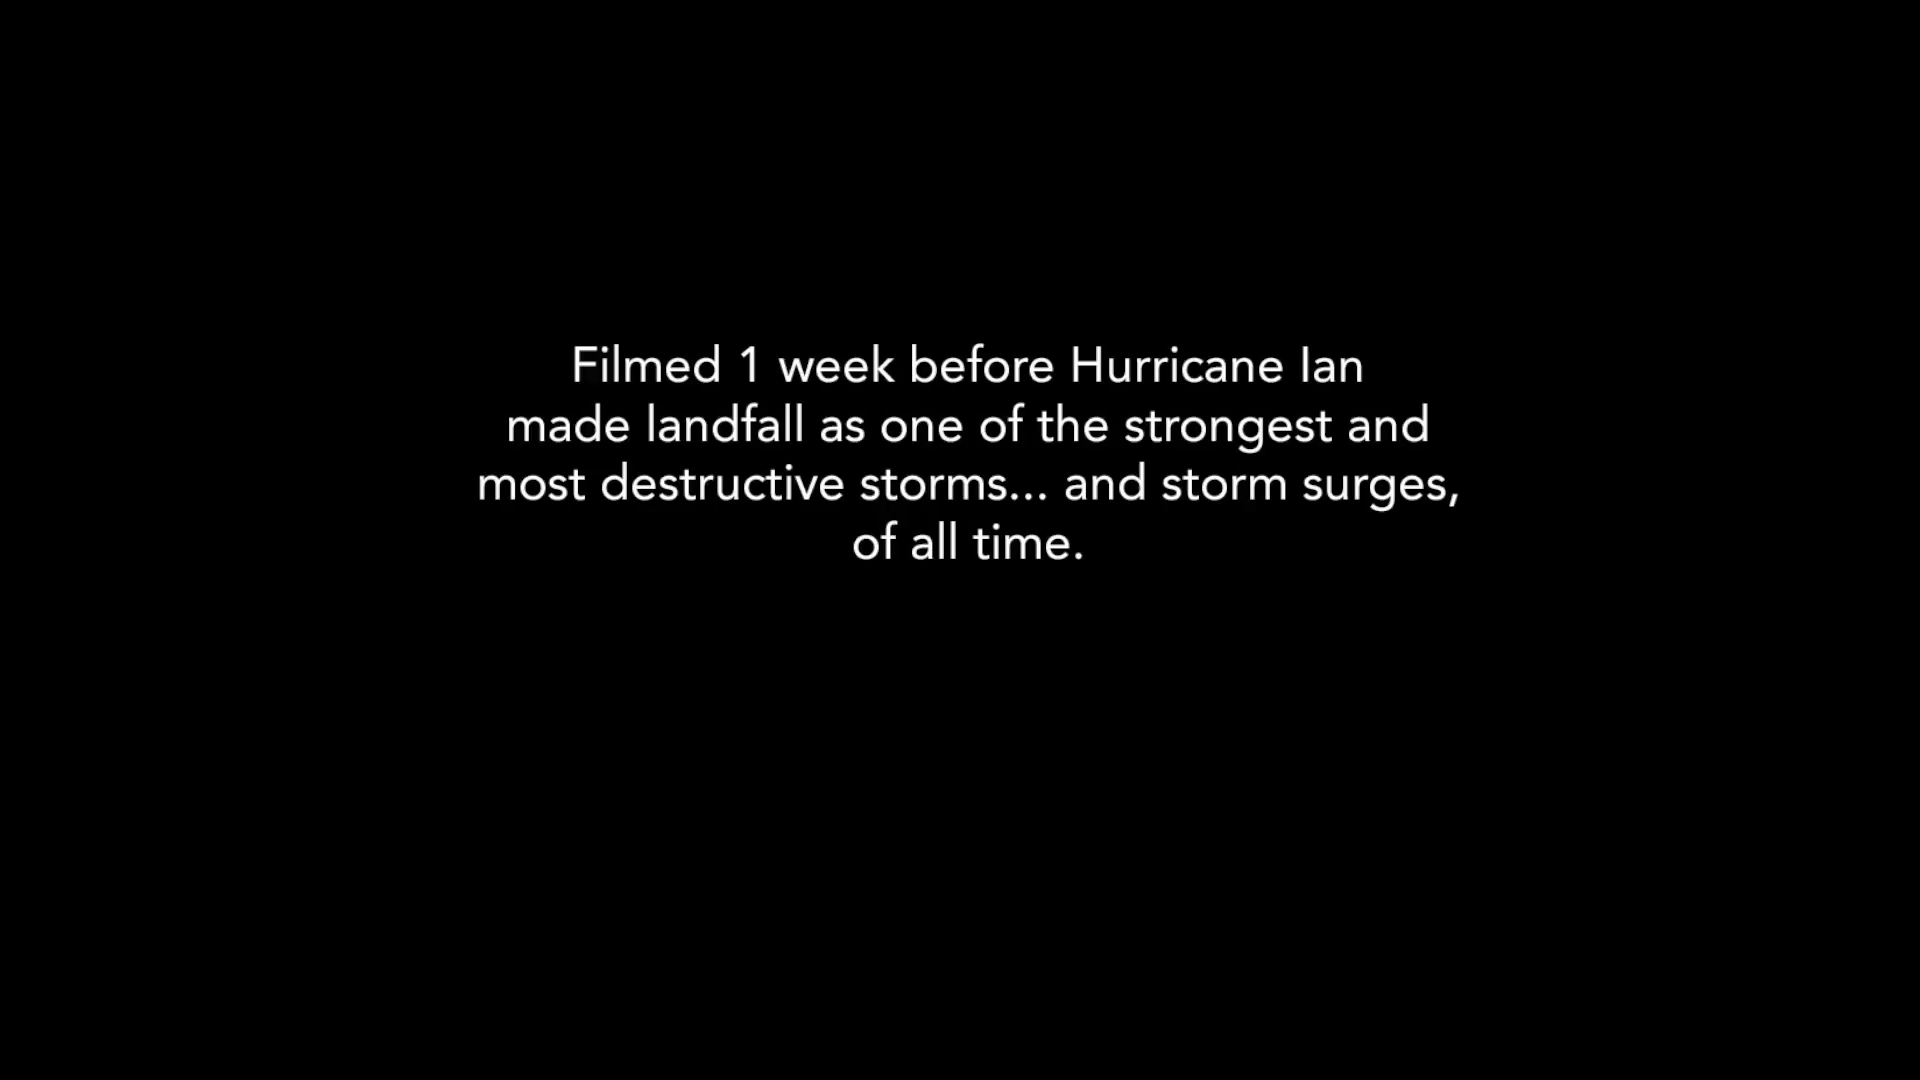 Filmed 1 week before Hurricane Ian
made landfall as one of the strongest and
most destructive storms... and storm surges,
of all time.